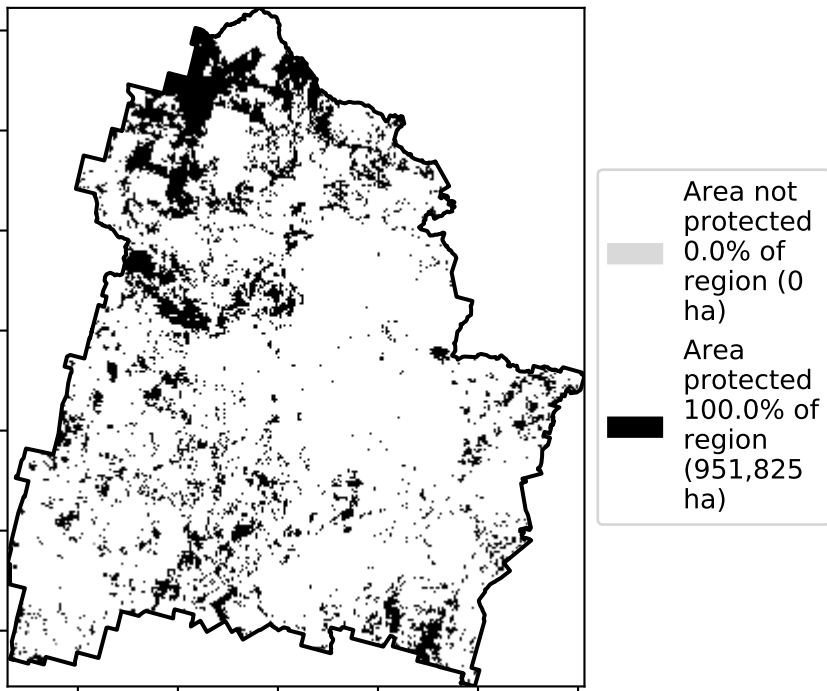 Area not
protected
0.0% of
region (0
ha)
Area
protected
100.0% of
region
(951,825
ha)